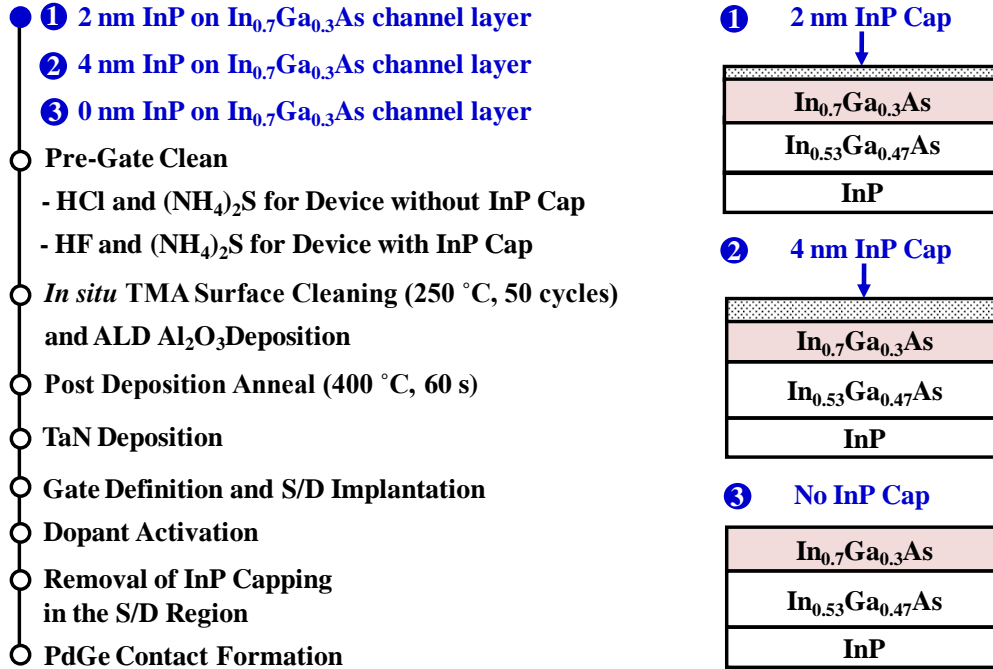 ❶ 2 nm InP on In0.7Ga0.3As channel layer
❷ 4 nm InP on In0.7Ga0.3As channel layer
❸ 0 nm InP on In0.7Ga0.3As channel layer
Pre-Gate Clean
- HCl and (NH4)2S for Device without InP Cap
- HF and (NH4)2S for Device with InP Cap
In situ TMA Surface Cleaning (250 ˚C, 50 cycles)
and ALD Al2O3Deposition
Post Deposition Anneal (400 ˚C, 60 s)
TaN Deposition
Gate Definition and S/D Implantation
Dopant Activation
Removal of InP Capping
in the S/D Region
PdGe Contact Formation
❶ 2 nm InP Cap
In0.7Ga0.3As
In0.53Ga0.47As
InP
❷ 4 nm InP Cap
In0.7Ga0.3As
In0.53Ga0.47As
InP
❸ No InP Cap
In0.7Ga0.3As
In0.53Ga0.47As
InP